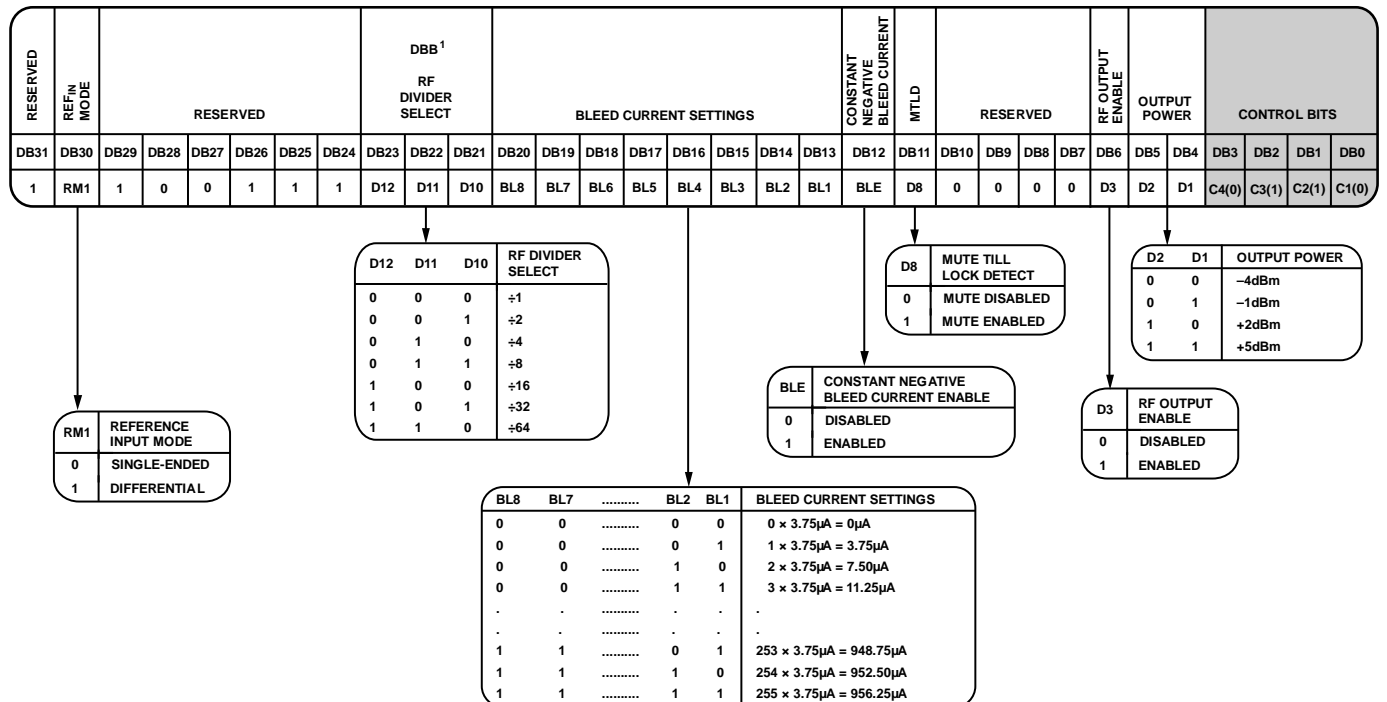 RESERVED
REFIN MODE
RESERVED
DBB1
RF DIVIDER SELECT
BLEED CURRENT SETTINGS
CONSTANT NEGATIVE BLEED CURRENT
MTLD
RESERVED
RF OUTPUT ENABLE
OUTPUT POWER
CONTROL BITS
DB31 DB30 DB29 DB28 DB27 DB26 DB25 DB24 DB23 DB22 DB21 DB20 DB19 DB18 DB17 DB16 DB15 DB14 DB13 DB12 DB11 DB10 DB9 DB8 DB7 DB6 DB5 DB4 DB3 DB2 DB1 DB0
1 RM1 1 0 0 1 1 1 D12 D11 D10 BL8 BL7 BL6 BL5 BL4 BL3 BL2 BL1 BLE D8 0 0 0 0 D3 D2 D1 C4(0) C3(1) C2(1) C1(0)
RM1 REFERENCE INPUT MODE
0 SINGLE-ENDED
1 DIFFERENTIAL
D12 D11 D10 RF DIVIDER SELECT
0 0 0 ÷1
0 0 1 ÷2
0 1 0 ÷4
0 1 1 ÷8
1 0 0 ÷16
1 0 1 ÷32
1 1 0 ÷64
BL8 BL7 .......... BL2 BL1 BLEED CURRENT SETTINGS
0 0 .......... 0 0 0 × 3.75µA = 0µA
0 0 .......... 0 1 1 × 3.75µA = 3.75µA
0 0 .......... 1 0 2 × 3.75µA = 7.50µA
0 0 .......... 1 1 3 × 3.75µA = 11.25µA
. . .......... . . .
. . .......... . . .
1 1 .......... 0 1 253 × 3.75µA = 948.75µA
1 1 .......... 1 0 254 × 3.75µA = 952.50µA
1 1 .......... 1 1 255 × 3.75µA = 956.25µA
BLE CONSTANT NEGATIVE BLEED CURRENT ENABLE
0 DISABLED
1 ENABLED
D8 MUTE TILL LOCK DETECT
0 MUTE DISABLED
1 MUTE ENABLED
D3 RF OUTPUT ENABLE
0 DISABLED
1 ENABLED
D2 D1 OUTPUT POWER
0 0 –4dBm
0 1 –1dBm
1 0 +2dBm
1 1 +5dBm